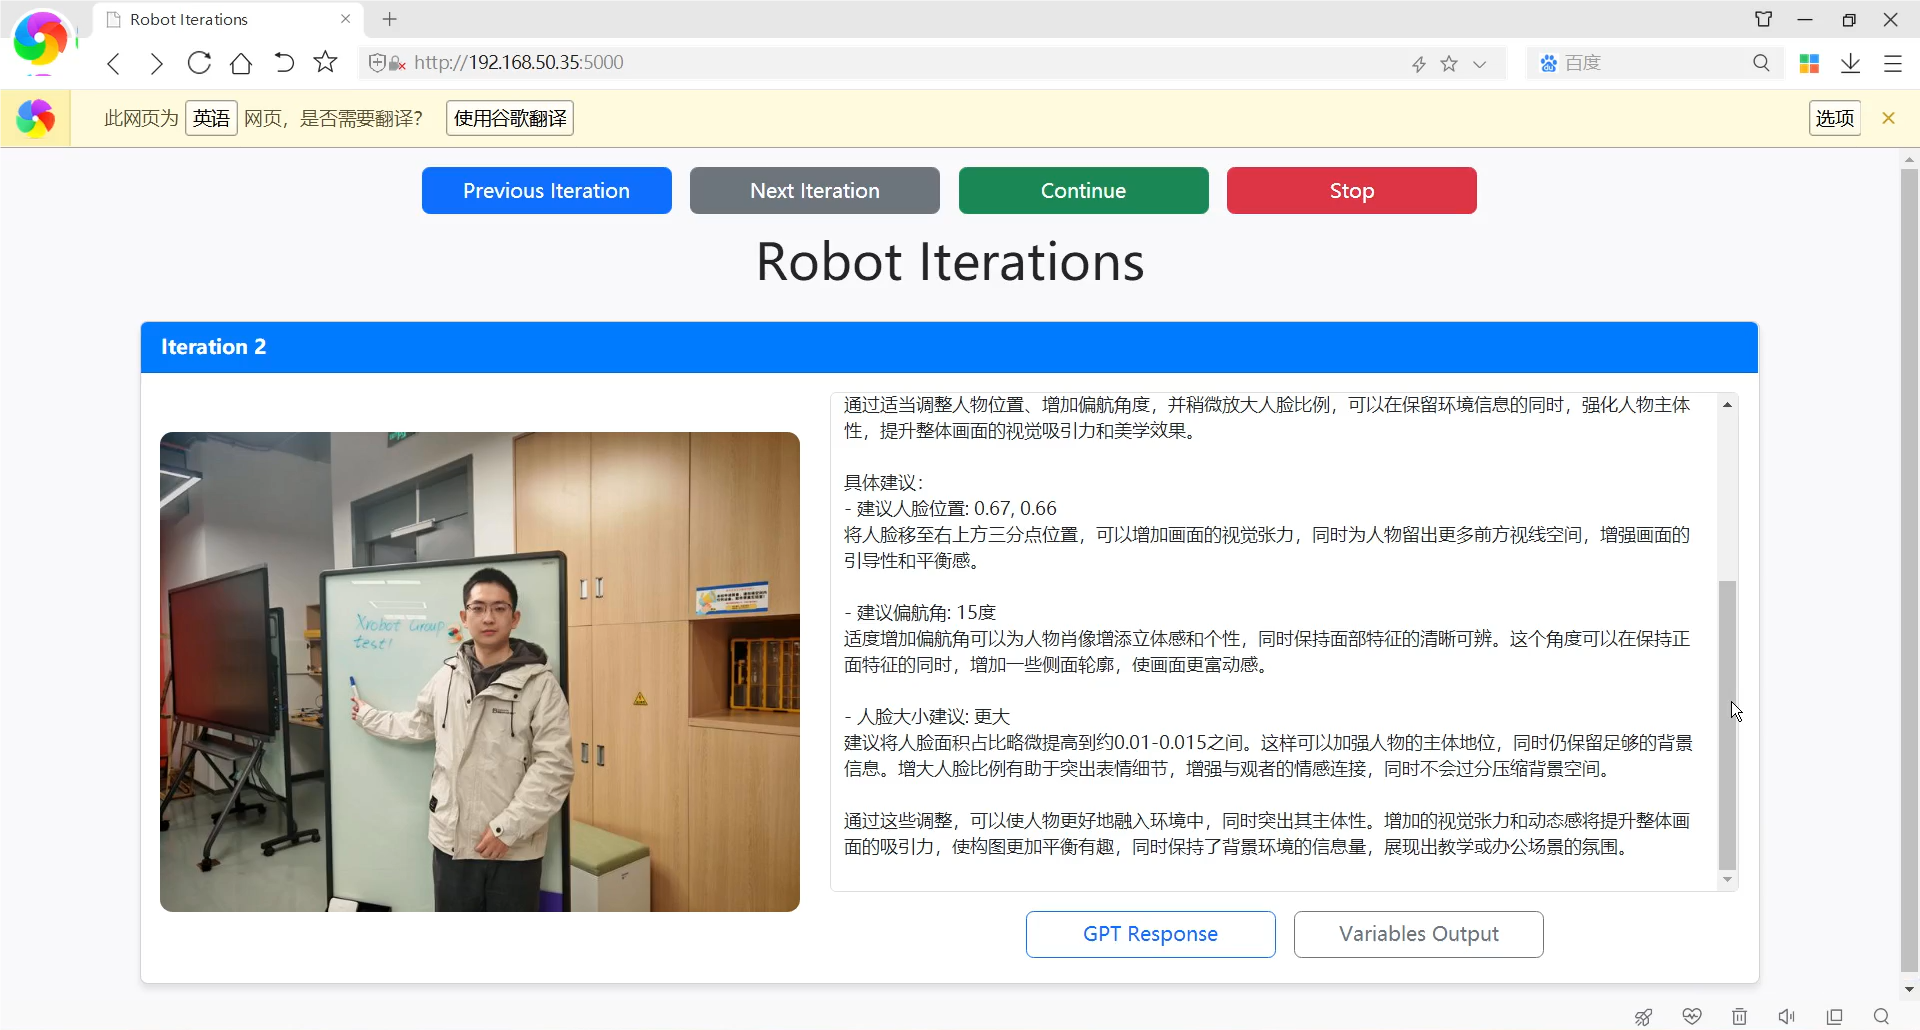 Robot Iterations
http://192.168.50.35:5000
百度
此网页为 英语 网页，是否需要翻译？ 使用谷歌翻译 选项
Previous Iteration
Next Iteration
Continue
Stop
Robot Iterations
Iteration 2
Xrobot Group
test!
通过适当调整人物位置、增加偏航角度，并稍微放大人脸比例，可以在保留环境信息的同时，强化人物主体
性，提升整体画面的视觉吸引力和美学效果。
具体建议：
- 建议人脸位置: 0.67, 0.66
将人脸移至右上方三分点位置，可以增加画面的视觉张力，同时为人物留出更多前方视线空间，增强画面的
引导性和平衡感。
- 建议偏航角: 15度
适度增加偏航角可以为人物肖像增添立体感和个性，同时保持面部特征的清晰可辨。这个角度可以在保持正
面特征的同时，增加一些侧面轮廓，使画面更富动感。
- 人脸大小建议: 更大
建议将人脸面积占比略微提高到约0.01-0.015之间。这样可以加强人物的主体地位，同时仍保留足够的背景
信息。增大人脸比例有助于突出表情细节，增强与观者的情感连接，同时不会过分压缩背景空间。
通过这些调整，可以使人物更好地融入环境中，同时突出其主体性。增加的视觉张力和动态感将提升整体画
面的吸引力，使构图更加平衡有趣，同时保持了背景环境的信息量，展现出教学或办公场景的氛围。
GPT Response
Variables Output